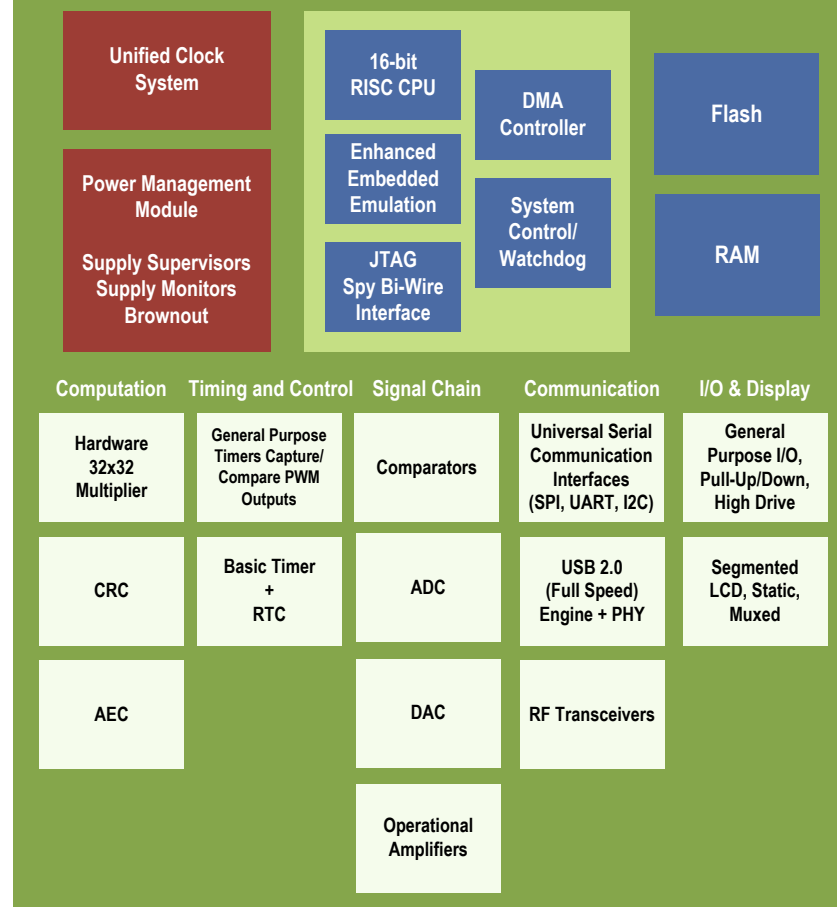 Unified Clock
System
Power Management
Module
Supply Supervisors
Supply Monitors
Brownout
16-bit
RISC CPU
Enhanced
Embedded
Emulation
JTAG
Spy Bi-Wire
Interface
DMA
Controller
System
Control/
Watchdog
Flash
RAM
Computation
Hardware
32x32
Multiplier
CRC
AEC
Timing and Control
General Purpose
Timers Capture/
Compare PWM
Outputs
Basic Timer
+
RTC
Signal Chain
Comparators
ADC
DAC
Operational
Amplifiers
Communication
Universal Serial
Communication
Interfaces
(SPI, UART, I2C)
USB 2.0
(Full Speed)
Engine + PHY
RF Transceivers
I/O & Display
General
Purpose I/O,
Pull-Up/Down,
High Drive
Segmented
LCD, Static,
Muxed